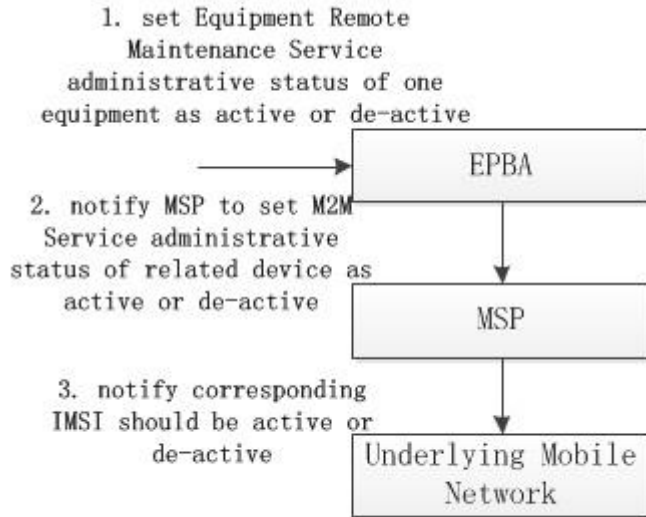 1. set Equipment Remote
Maintenance Service
administrative status of one
equipment as active or de-active
EPBA
2. notify MSP to set M2M
Service administrative
status of related device as
active or de-active
MSP
3. notify corresponding
IMSI should be active or
de-active
Underlying Mobile
Network